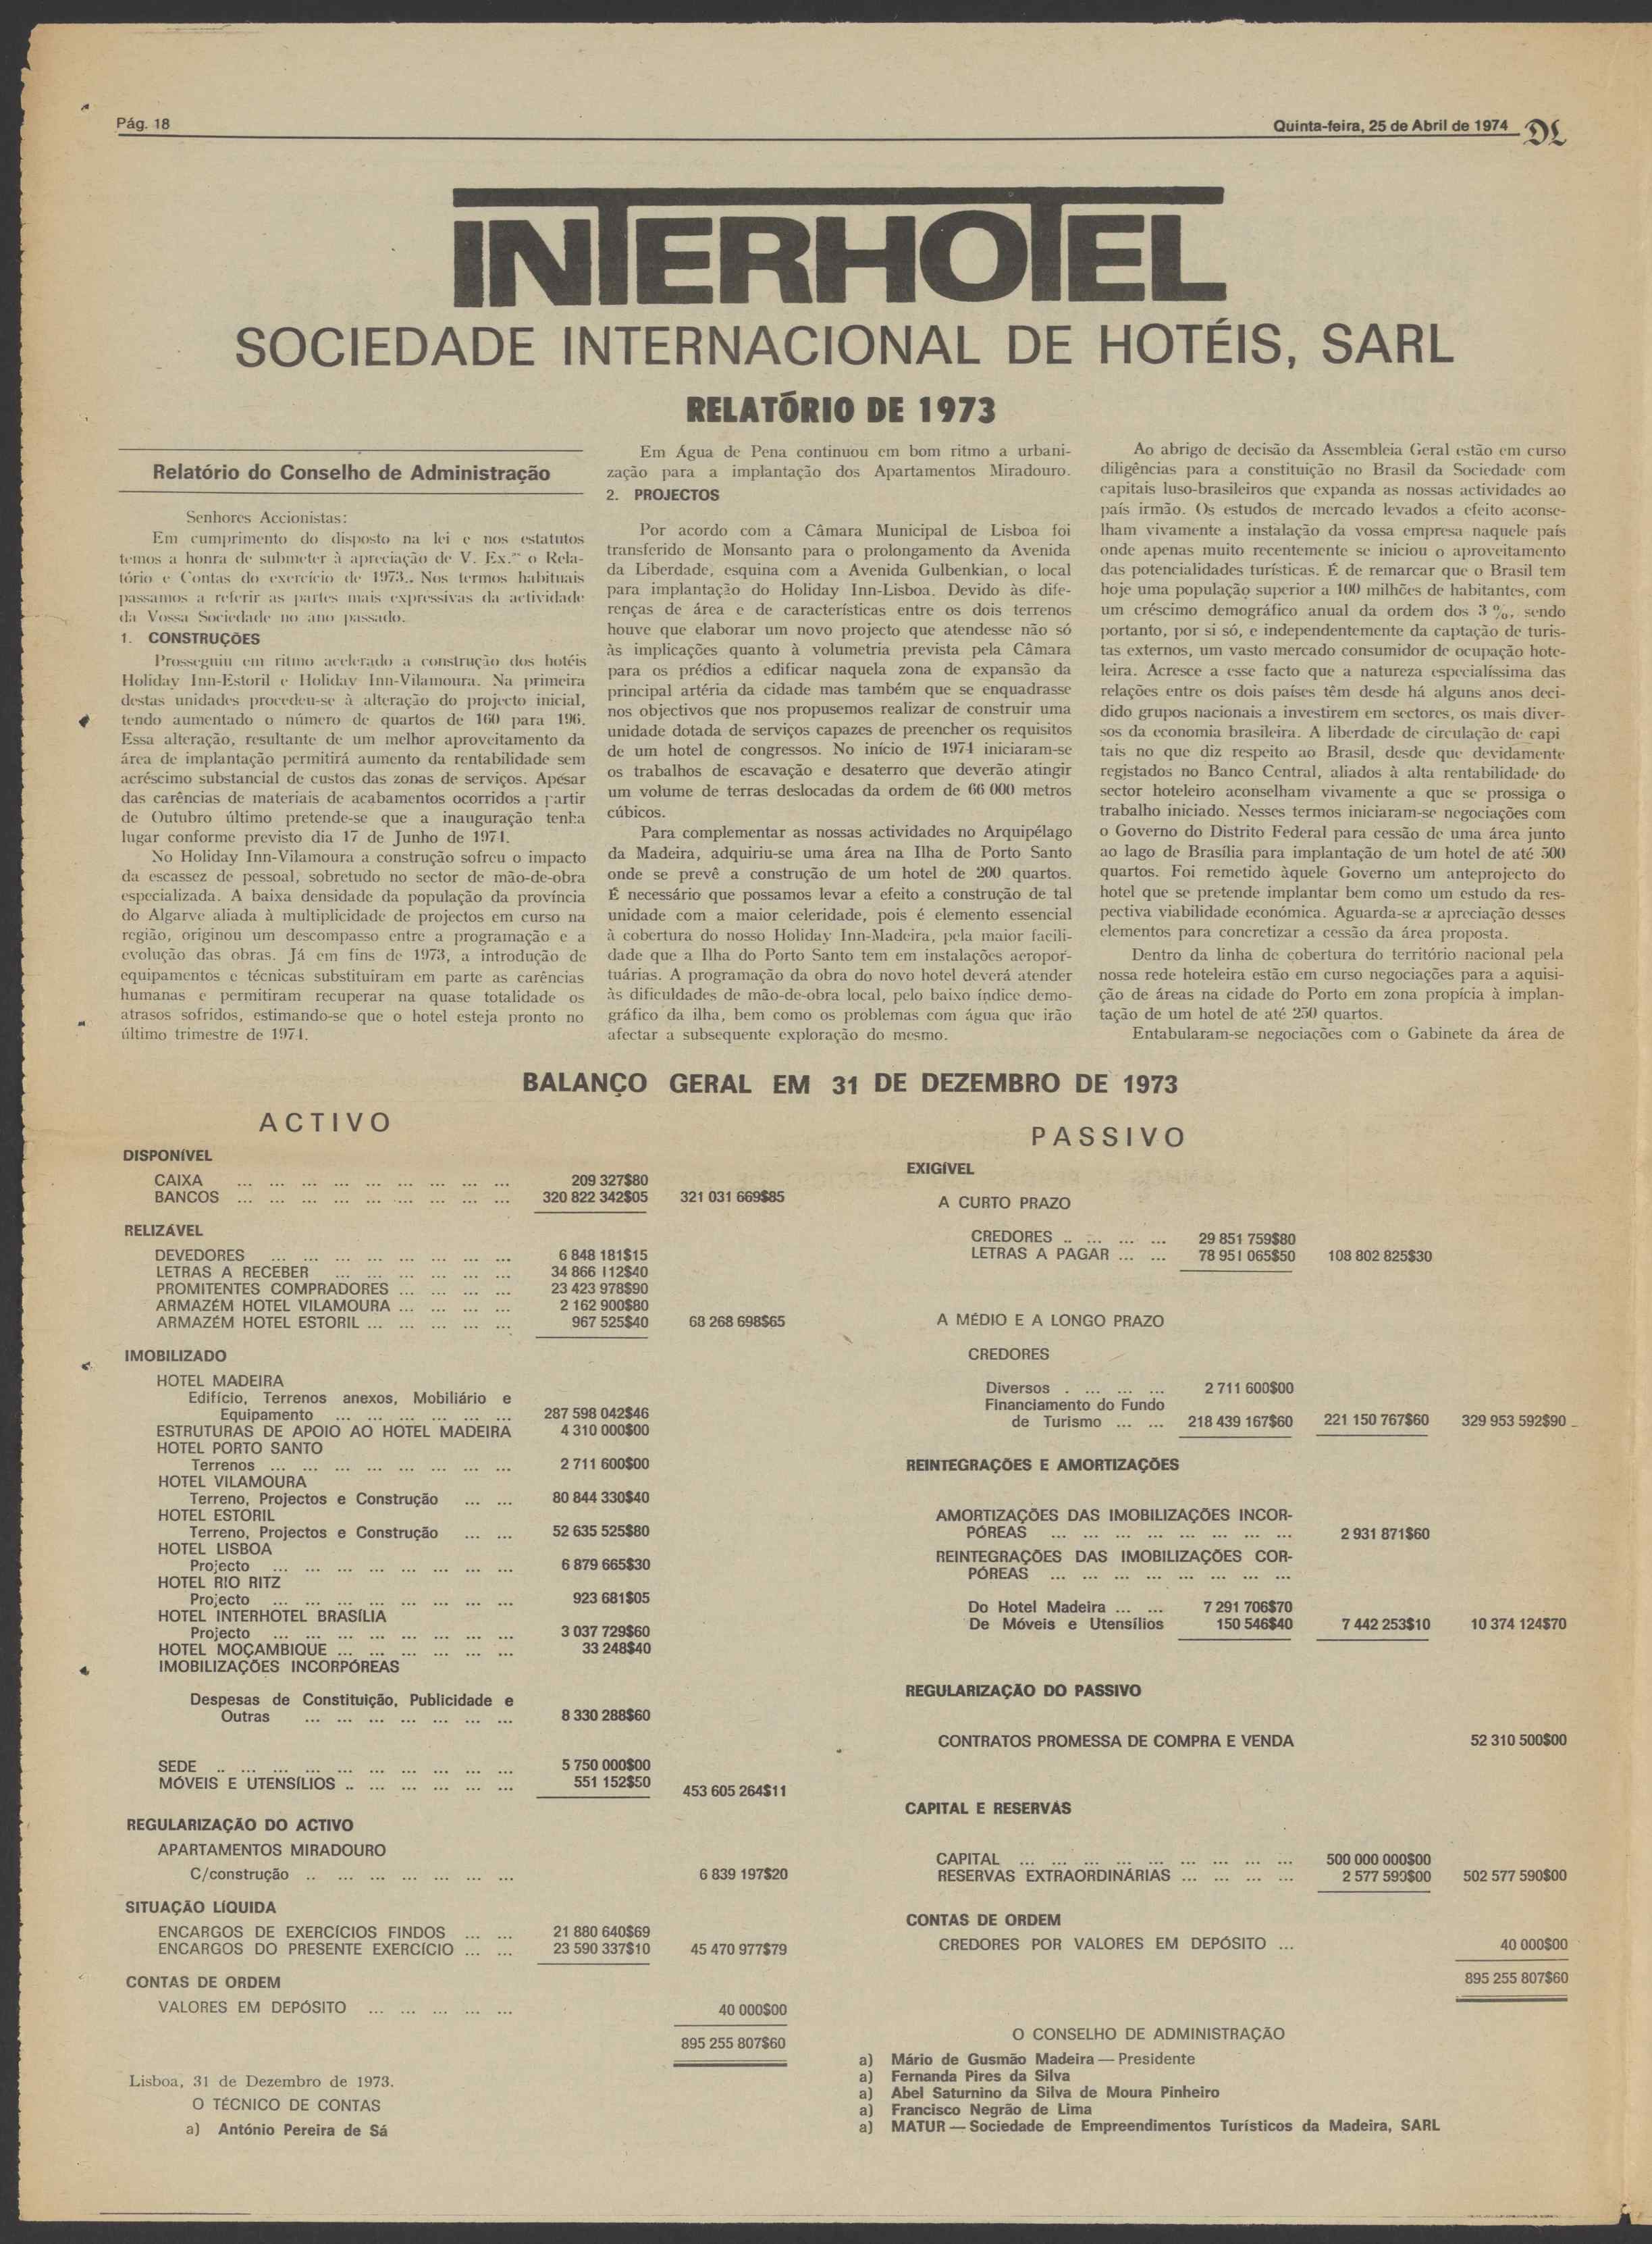 Pág. 18
Quinta-feira, 25 de Abril de 1974 DL
INTERHOTEL
SOCIEDADE INTERNACIONAL DE HOTÉIS, SARL
RELATÓRIO DE 1973
Relatório do Conselho de Administração
Senhores Accionistas:
Em cumprimento do disposto na lei e nos estatutos
temos a honra de submeter à apreciação de V. Ex.as o Rela-
tório e Contas do exercício de 1973.. Nos termos habituais
passamos a referir as partes mais expressivas da actividade
da Vossa Sociedade no ano passado.
1. CONSTRUÇÕES
Prosseguiu em ritmo acelerado a construção dos hotéis
Holiday Inn-Estoril e Holiday Inn-Vilamoura. Na primeira
destas unidades procedeu-se à alteração do projecto inicial,
tendo aumentado o número de quartos de 160 para 196.
Essa alteração, resultante de um melhor aproveitamento da
área de implantação permitirá aumento da rentabilidade sem
acréscimo substancial de custos das zonas de serviços. Apesar
das carências de materiais de acabamentos ocorridos a partir
de Outubro último pretende-se que a inauguração tenha
lugar conforme previsto dia 17 de Junho de 1974.
No Holiday Inn-Vilamoura a construção sofreu o impacto
da escassez de pessoal, sobretudo no sector de mão-de-obra
especializada. A baixa densidade da população da província
do Algarve aliada à multiplicidade de projectos em curso na
região, originou um descompasso entre a programação e a
evolução das obras. Já em fins de 1973, a introdução de
equipamentos e técnicas substituíram em parte as carências
humanas e permitiram recuperar na quase totalidade os
atrasos sofridos, estimando-se que o hotel esteja pronto no
último trimestre de 1974.
Em Água de Pena continuou em bom ritmo a urbani-
zação para a implantação dos Apartamentos Miradouro.
2. PROJECTOS
Por acordo com a Câmara Municipal de Lisboa foi
transferido de Monsanto para o prolongamento da Avenida
da Liberdade, esquina com a Avenida Gulbenkian, o local
para implantação do Holiday Inn-Lisboa. Devido às dife-
renças de área e de características entre os dois terrenos
houve que elaborar um novo projecto que atendesse não só
às implicações quanto à volumetria prevista pela Câmara
para os prédios a edificar naquela zona de expansão da
principal artéria da cidade mas também que se enquadrasse
nos objectivos que nos propusemos realizar de construir uma
unidade dotada de serviços capazes de preencher os requisitos
de um hotel de congressos. No início de 1974 iniciaram-se
os trabalhos de escavação e desaterro que deverão atingir
um volume de terras deslocadas da ordem de 66 000 metros
cúbicos.
Para complementar as nossas actividades no Arquipélago
da Madeira, adquiriu-se uma área na Ilha de Porto Santo
onde se prevê a construção de um hotel de 200 quartos.
É necessário que possamos levar a efeito a construção de tal
unidade com a maior celeridade, pois é elemento essencial
à cobertura do nosso Holiday Inn-Madeira, pela maior facili-
dade que a Ilha do Porto Santo tem em instalações aeropor-
tuárias. A programação da obra do novo hotel deverá atender
às dificuldades de mão-de-obra local, pelo baixo índice demo-
gráfico da ilha, bem como os problemas com água que irão
afectar a subsequente exploração do mesmo.
Ao abrigo de decisão da Assembleia Geral estão em curso
diligências para a constituição no Brasil da Sociedade com
capitais luso-brasileiros que expanda as nossas actividades ao
país irmão. Os estudos de mercado levados a efeito aconse-
lham vivamente a instalação da vossa empresa naquele país
onde apenas muito recentemente se iniciou o aproveitamento
das potencialidades turísticas. É de remarcar que o Brasil tem
hoje uma população superior a 100 milhões de habitantes, com
um créscimo demográfico anual da ordem dos 3 %, sendo
portanto, por si só, e independentemente da captação de turis-
tas externos, um vasto mercado consumidor de ocupação hote-
leira. Acresce a esse facto que a natureza especialíssima das
relações entre os dois países têm desde há alguns anos deci-
dido grupos nacionais a investirem em sectores, os mais diver-
sos da economia brasileira. A liberdade de circulação de capi
tais no que diz respeito ao Brasil, desde que devidamente
registados no Banco Central, aliados à alta rentabilidade do
sector hoteleiro aconselham vivamente a que se prossiga o
trabalho iniciado. Nesses termos iniciaram-se negociações com
o Governo do Distrito Federal para cessão de uma área junto
ao lago de Brasília para implantação de um hotel de até 500
quartos. Foi remetido àquele Governo um anteprojecto do
hotel que se pretende implantar bem como um estudo da res-
pectiva viabilidade económica. Aguarda-se a apreciação desses
elementos para concretizar a cessão da área proposta.
Dentro da linha de cobertura do território nacional pela
nossa rede hoteleira estão em curso negociações para a aquisi-
ção de áreas na cidade do Porto em zona propícia à implan-
tação de um hotel de até 250 quartos.
Entabularam-se negociações com o Gabinete da área de
BALANÇO GERAL EM 31 DE DEZEMBRO DE 1973
ACTIVO
DISPONÍVEL
CAIXA ... ... ... ... ... ... ... ... ... 209 327$80
BANCOS ... ... ... ... ... ... ... ... ... 320 822 342$05 321 031 669$85
RELIZÁVEL
DEVEDORES ... ... ... ... ... ... ... ... 6 848 181$15
LETRAS A RECEBER ... ... ... ... ... ... 34 866 112$40
PROMITENTES COMPRADORES ... ... ... ... 23 423 978$90
ARMAZÉM HOTEL VILAMOURA ... ... ... ... 2 162 900$80
ARMAZÉM HOTEL ESTORIL ... ... ... ... ... 967 525$40 68 268 698$65
IMOBILIZADO
HOTEL MADEIRA
Edifício, Terrenos anexos, Mobiliário e
Equipamento ... ... ... ... ... ... 287 598 042$46
ESTRUTURAS DE APOIO AO HOTEL MADEIRA 4 310 000$00
HOTEL PORTO SANTO
Terrenos ... ... ... ... ... ... ... ... 2 711 600$00
HOTEL VILAMOURA
Terreno, Projectos e Construção ... ... 80 844 330$40
HOTEL ESTORIL
Terreno, Projectos e Construção ... ... 52 635 525$80
HOTEL LISBOA
Projecto ... ... ... ... ... ... ... ... 6 879 665$30
HOTEL RIO RITZ
Projecto ... ... ... ... ... ... ... ... 923 681$05
HOTEL INTERHOTEL BRASÍLIA
Projecto ... ... ... ... ... ... ... ... 3 037 729$60
HOTEL MOÇAMBIQUE ... ... ... ... ... ... 33 248$40
IMOBILIZAÇÕES INCORPÓREAS
Despesas de Constituição, Publicidade e
Outras ... ... ... ... ... ... ... 8 330 288$60
SEDE .. ... ... ... ... ... ... ... ... ... 5 750 000$00
MÓVEIS E UTENSÍLIOS .. ... ... ... ... ... 551 152$50 453 605 264$11
REGULARIZAÇÃO DO ACTIVO
APARTAMENTOS MIRADOURO
C/construção .. ... ... ... ... ... ... 6 839 197$20
SITUAÇÃO LÍQUIDA
ENCARGOS DE EXERCÍCIOS FINDOS ... ... 21 880 640$69
ENCARGOS DO PRESENTE EXERCÍCIO ... ... 23 590 337$10 45 470 977$79
CONTAS DE ORDEM
VALORES EM DEPÓSITO ... ... ... ... ... 40 000$00
895 255 807$60
Lisboa, 31 de Dezembro de 1973.
O TÉCNICO DE CONTAS
a) António Pereira de Sá
PASSIVO
EXIGÍVEL
A CURTO PRAZO
CREDORES .. ... ... ... 29 851 759$80
LETRAS A PAGAR ... ... 78 951 065$50 108 802 825$30
A MÉDIO E A LONGO PRAZO
CREDORES
Diversos . ... ... ... 2 711 600$00
Financiamento do Fundo
de Turismo ... ... 218 439 167$60 221 150 767$60 329 953 592$90
REINTEGRAÇÕES E AMORTIZAÇÕES
AMORTIZAÇÕES DAS IMOBILIZAÇÕES INCOR-
PÓREAS ... ... ... ... ... ... ... ... 2 931 871$60
REINTEGRAÇÕES DAS IMOBILIZAÇÕES COR-
PÓREAS ... ... ... ... ... ... ... ...
Do Hotel Madeira ... ... 7 291 706$70
De Móveis e Utensílios 150 546$40 7 442 253$10 10 374 124$70
REGULARIZAÇÃO DO PASSIVO
CONTRATOS PROMESSA DE COMPRA E VENDA 52 310 500$00
CAPITAL E RESERVAS
CAPITAL ... ... ... ... ... ... ... ... ... 500 000 000$00
RESERVAS EXTRAORDINÁRIAS ... ... ... ... 2 577 590$00 502 577 590$00
CONTAS DE ORDEM
CREDORES POR VALORES EM DEPÓSITO ... 40 000$00
895 255 807$60
O CONSELHO DE ADMINISTRAÇÃO
a) Mário de Gusmão Madeira — Presidente
a) Fernanda Pires da Silva
a) Abel Saturnino da Silva de Moura Pinheiro
a) Francisco Negrão de Lima
a) MATUR — Sociedade de Empreendimentos Turísticos da Madeira, SARL